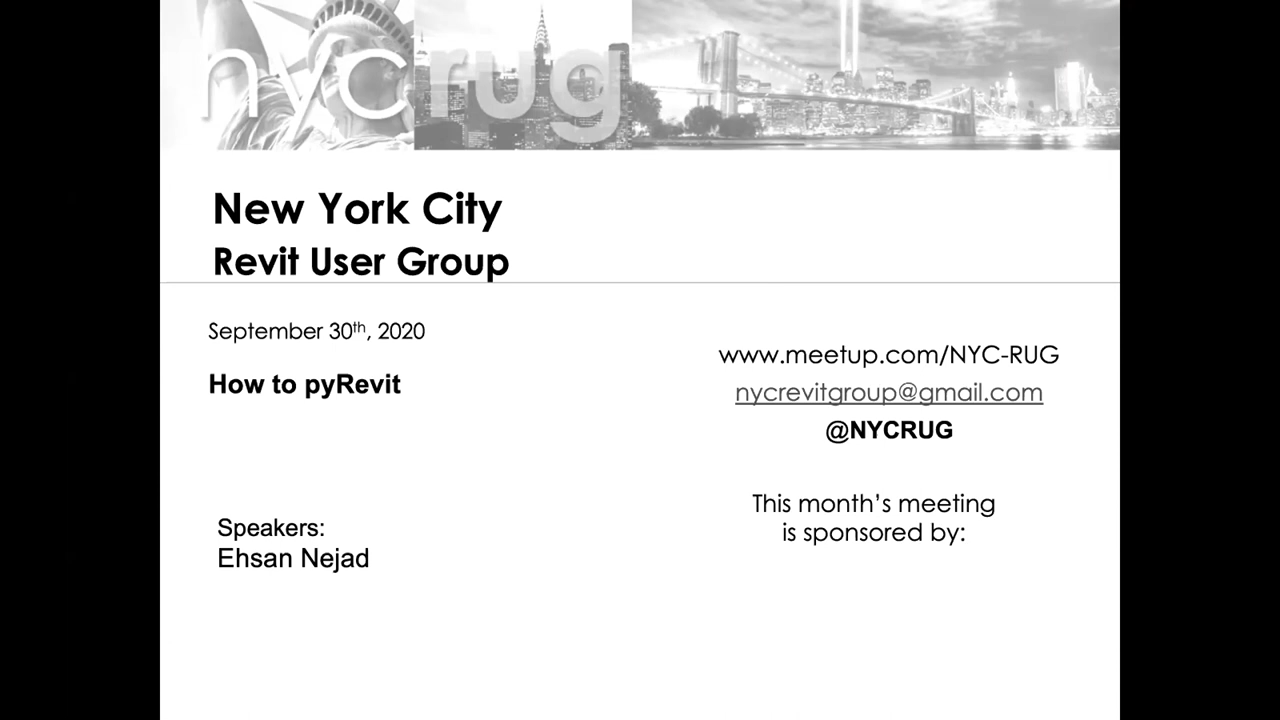 nycrug
New York City
Revit User Group
September 30th, 2020
How to pyRevit
Speakers:
Ehsan Nejad
www.meetup.com/NYC-RUG
nycrevitgroup@gmail.com
@NYCRUG
This month’s meeting
is sponsored by: